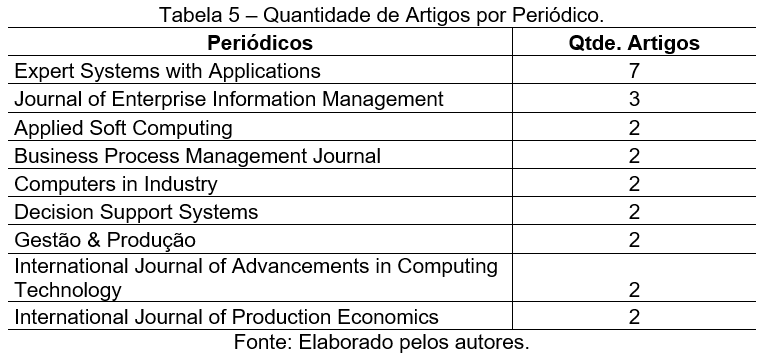 Tabela 5 – Quantidade de Artigos por Periódico.
Periódicos Qtde. Artigos
Expert Systems with Applications 7
Journal of Enterprise Information Management 3
Applied Soft Computing 2
Business Process Management Journal 2
Computers in Industry 2
Decision Support Systems 2
Gestão & Produção 2
International Journal of Advancements in Computing
Technology 2
International Journal of Production Economics 2
Fonte: Elaborado pelos autores.